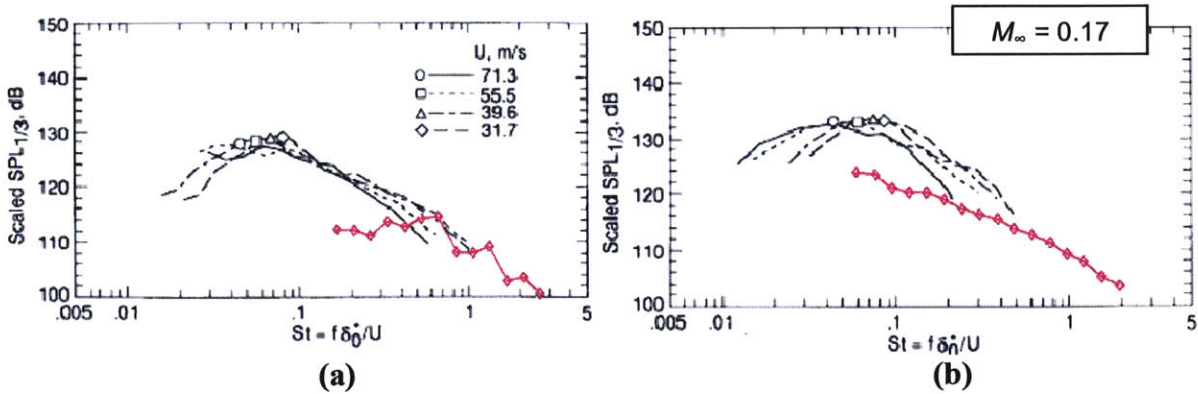 150
140
130
120
110
100
Scaled SPL1/3, dB
U, m/s
71.3
55.5
39.6
31.7
.005 .01 .1 1 5
St = fδ0*/U
(a)
M∞ = 0.17
150
140
130
120
110
100
Scaled SPL1/3, dB
.005 .01 .1 1 5
St = fδ0*/U
(b)